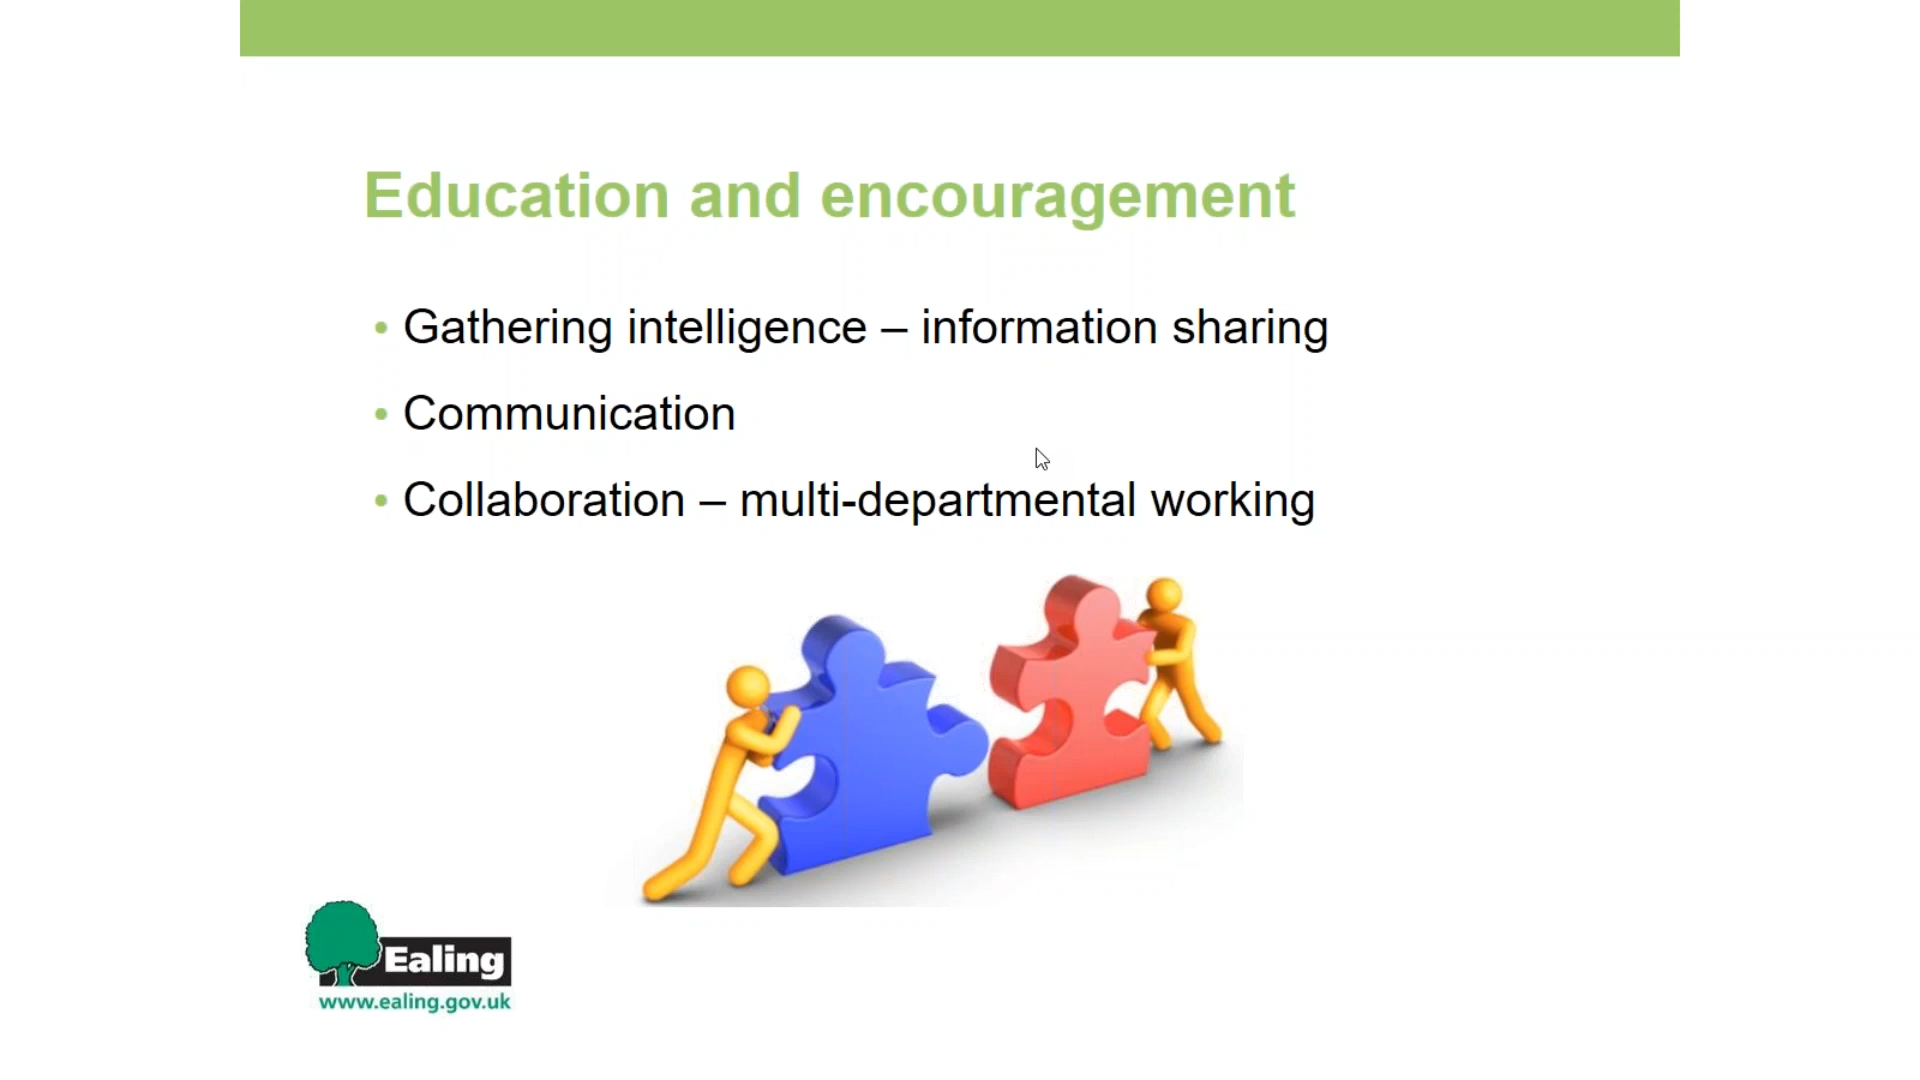 Education and encouragement
• Gathering intelligence – information sharing
• Communication
• Collaboration – multi-departmental working
Ealing
www.ealing.gov.uk